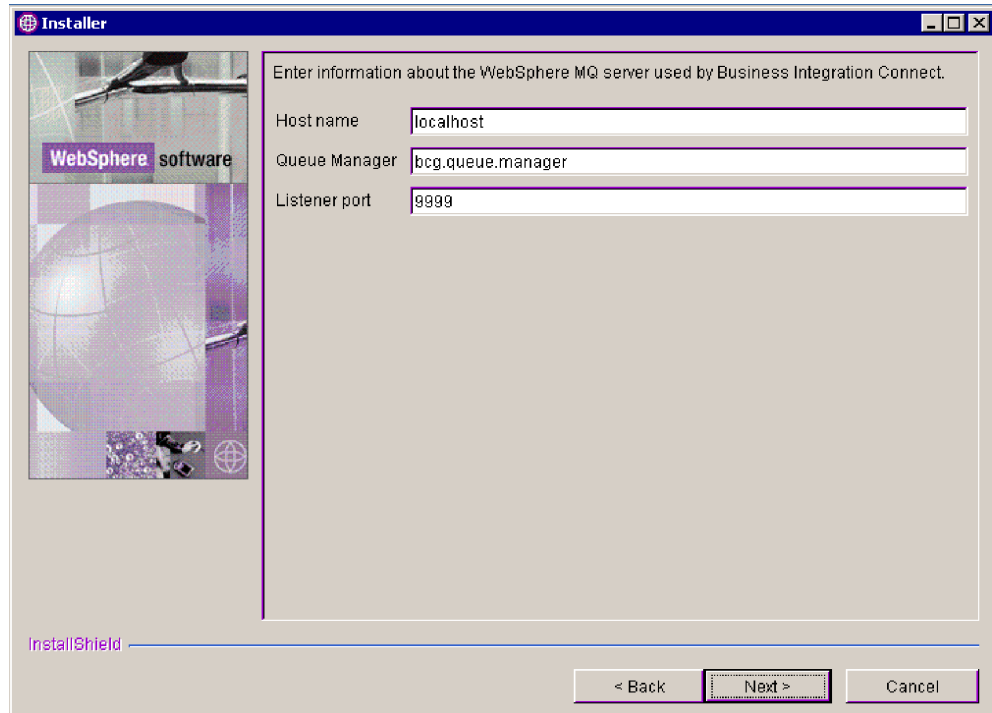 Installer
Enter information about the WebSphere MQ server used by Business Integration Connect.
Host name localhost
WebSphere software
Queue Manager bcg.queue.manager
Listener port 9999
InstallShield
< Back Next > Cancel